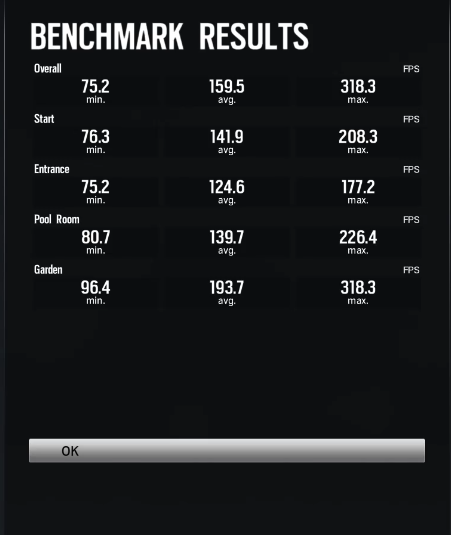 BENCHMARK RESULTS
Overall FPS
75.2 159.5 318.3
min. avg. max.
Start FPS
76.3 141.9 208.3
min. avg. max.
Entrance FPS
75.2 124.6 177.2
min. avg. max.
Pool Room FPS
80.7 139.7 226.4
min. avg. max.
Garden FPS
96.4 193.7 318.3
min. avg. max.
OK